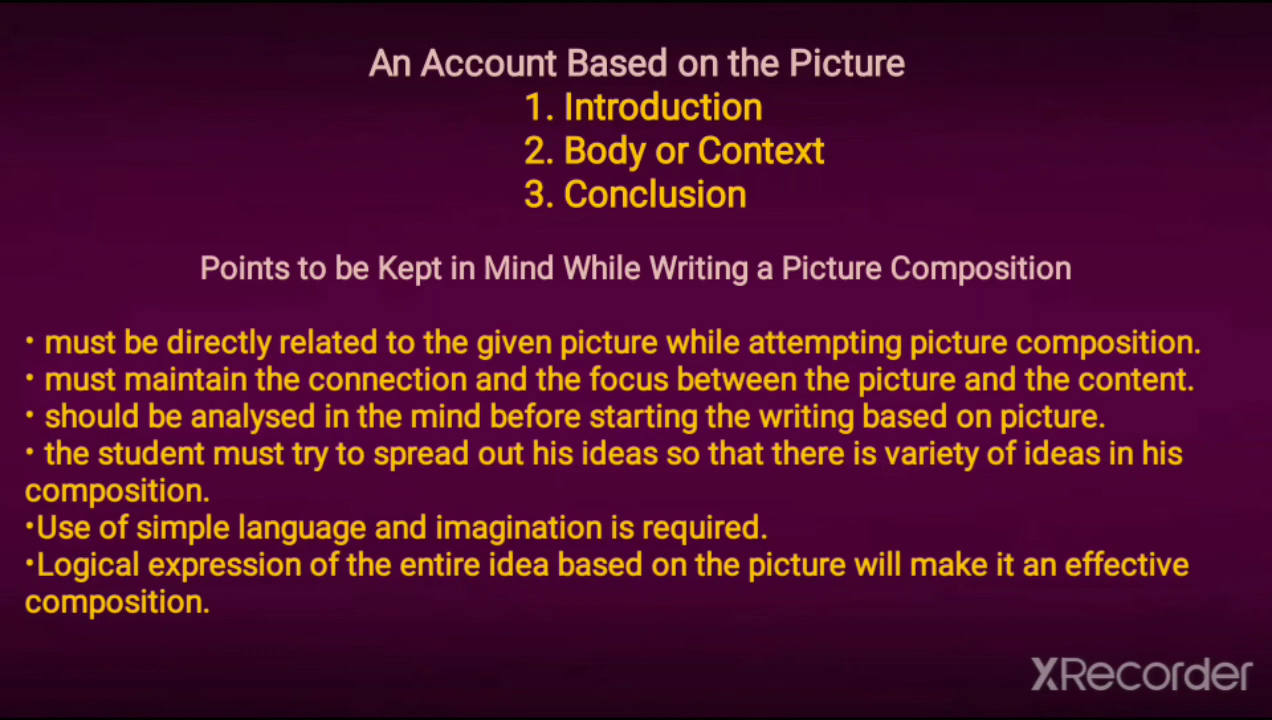 An Account Based on the Picture
1. Introduction
2. Body or Context
3. Conclusion
Points to be Kept in Mind While Writing a Picture Composition
• must be directly related to the given picture while attempting picture composition.
• must maintain the connection and the focus between the picture and the content.
• should be analysed in the mind before starting the writing based on picture.
• the student must try to spread out his ideas so that there is variety of ideas in his
composition.
•Use of simple language and imagination is required.
•Logical expression of the entire idea based on the picture will make it an effective
composition.
XRecorder